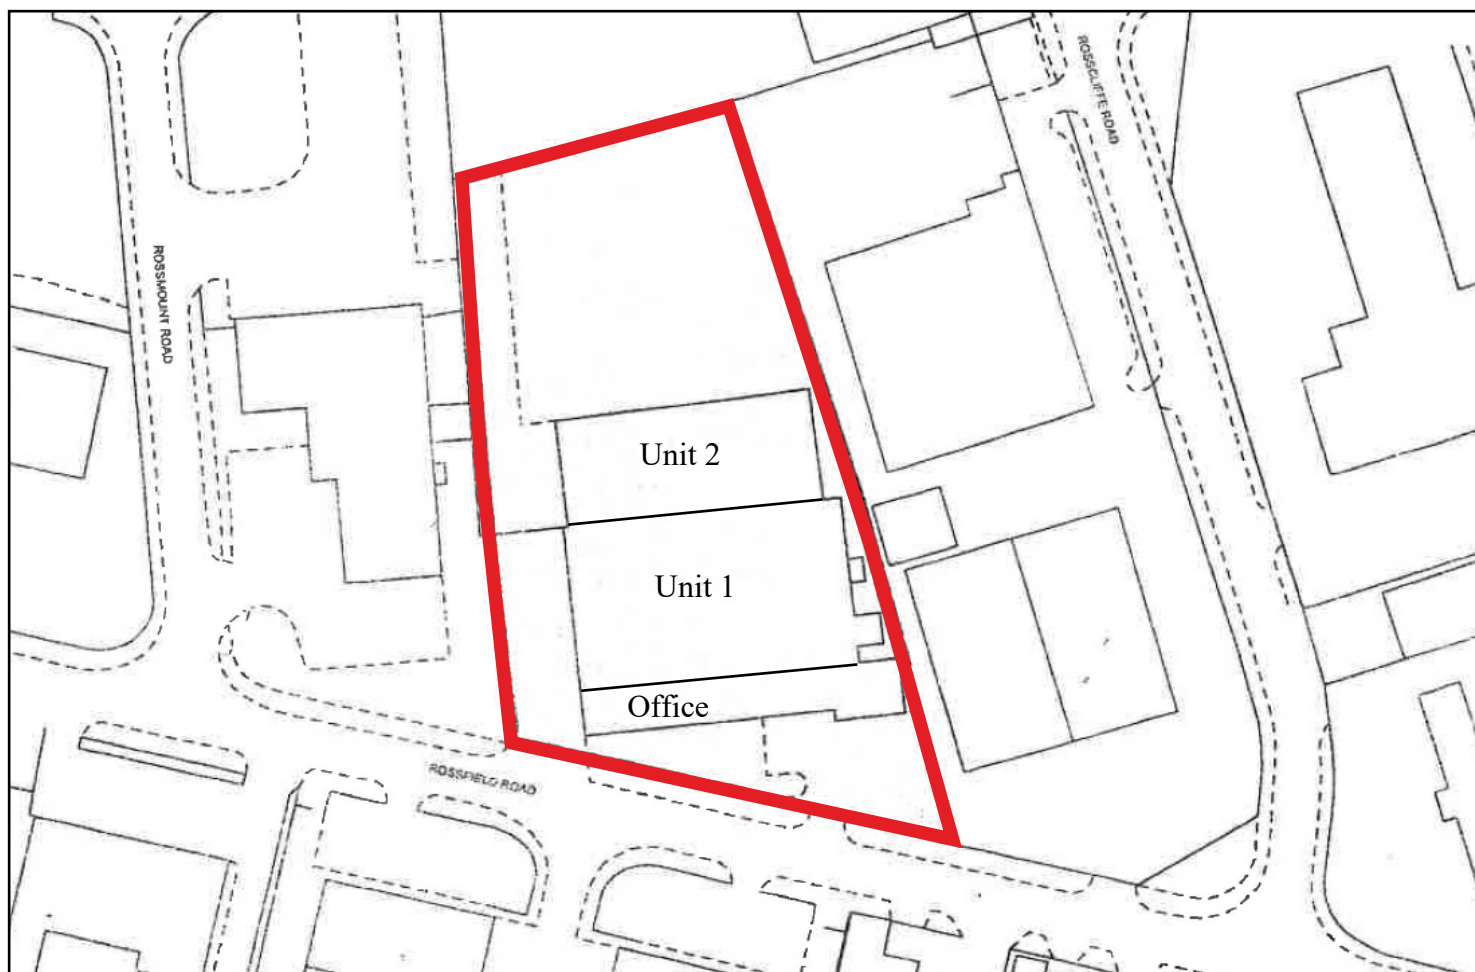 ROSSCLIFFE ROAD
ROSSMOUNT ROAD
Unit 2
Unit 1
Office
ROSSFIELD ROAD